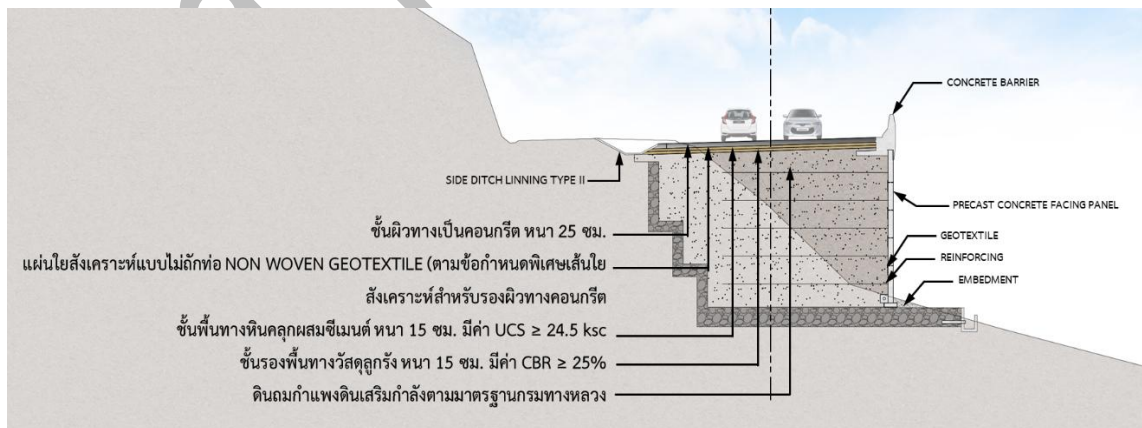 CONCRETE BARRIER
SIDE DITCH LINNING TYPE II
PRECAST CONCRETE FACING PANEL
ชั้นผิวทางเป็นคอนกรีต หนา 25 ซม.
GEOTEXTILE
แผ่นใยสังเคราะห์แบบไม่ถักท่อ NON WOVEN GEOTEXTILE (ตามข้อกำหนดพิเศษเส้นใย
REINFORCING
EMBEDMENT
สังเคราะห์สำหรับรองผิวทางคอนกรีต
ชั้นพื้นทางหินคลุกผสมซีเมนต์ หนา 15 ซม. มีค่า UCS ≥ 24.5 ksc
ชั้นรองพื้นทางวัสดุลูกรัง หนา 15 ซม. มีค่า CBR ≥ 25%
ดินถมกำแพงดินเสริมกำลังตามมาตรฐานกรมทางหลวง